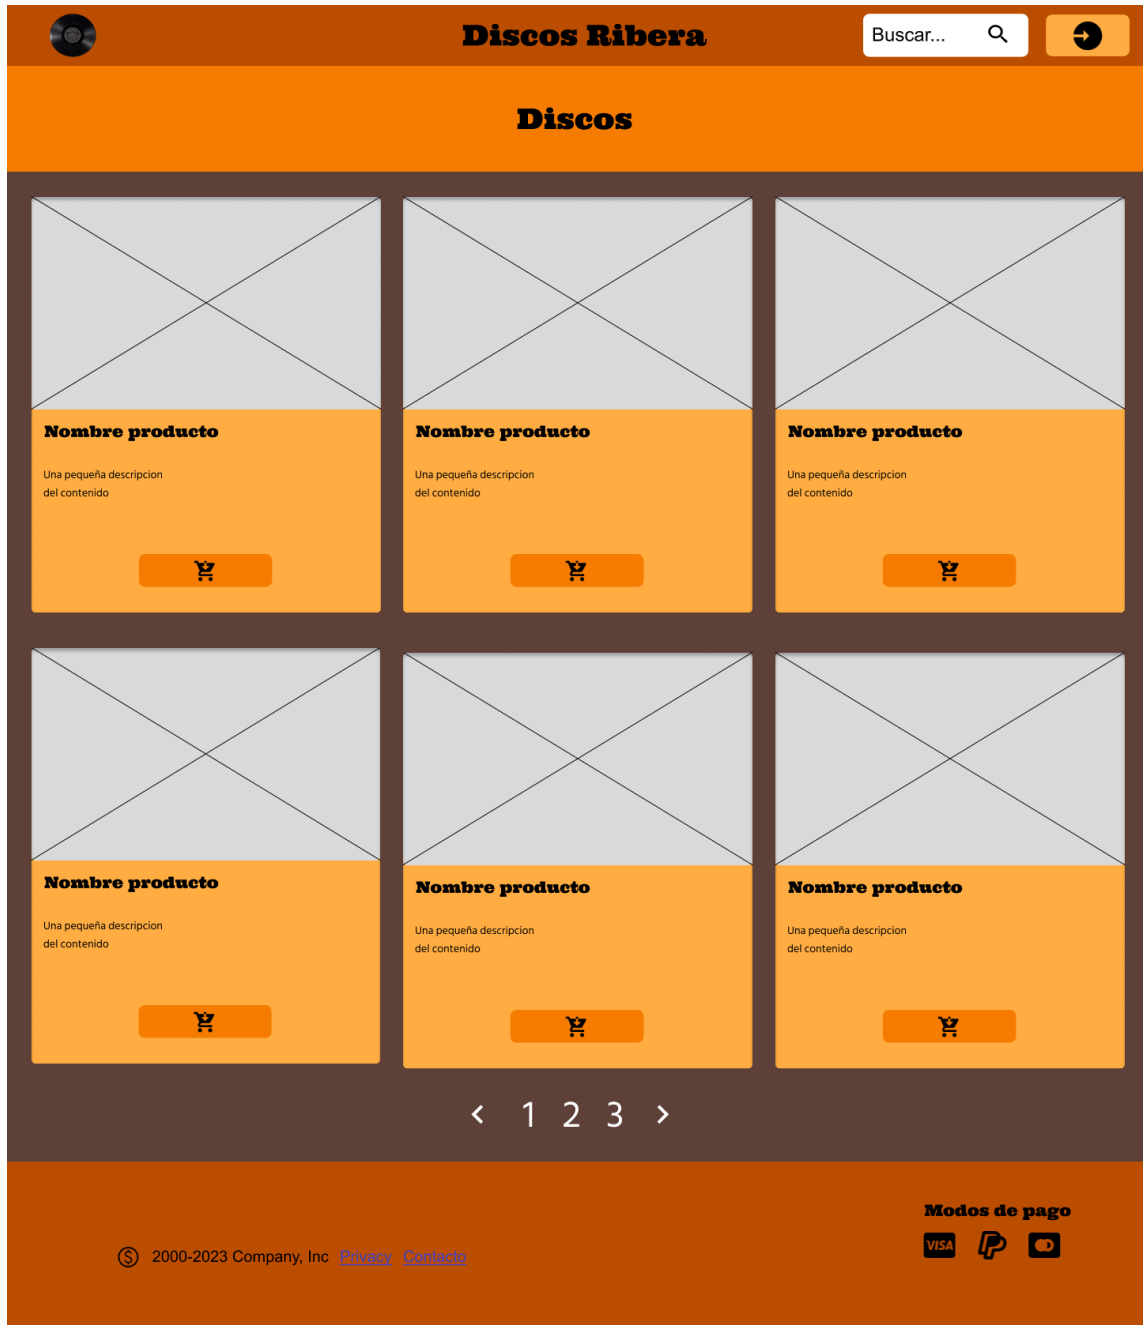 Discos Ribera
Buscar...
Discos
Nombre producto
Una pequeña descripcion
del contenido
Nombre producto
Una pequeña descripcion
del contenido
Nombre producto
Una pequeña descripcion
del contenido
Nombre producto
Una pequeña descripcion
del contenido
Nombre producto
Una pequeña descripcion
del contenido
Nombre producto
Una pequeña descripcion
del contenido
< 1 2 3 >
Modos de pago
VISA
2000-2023 Company, Inc Privacy Contacto